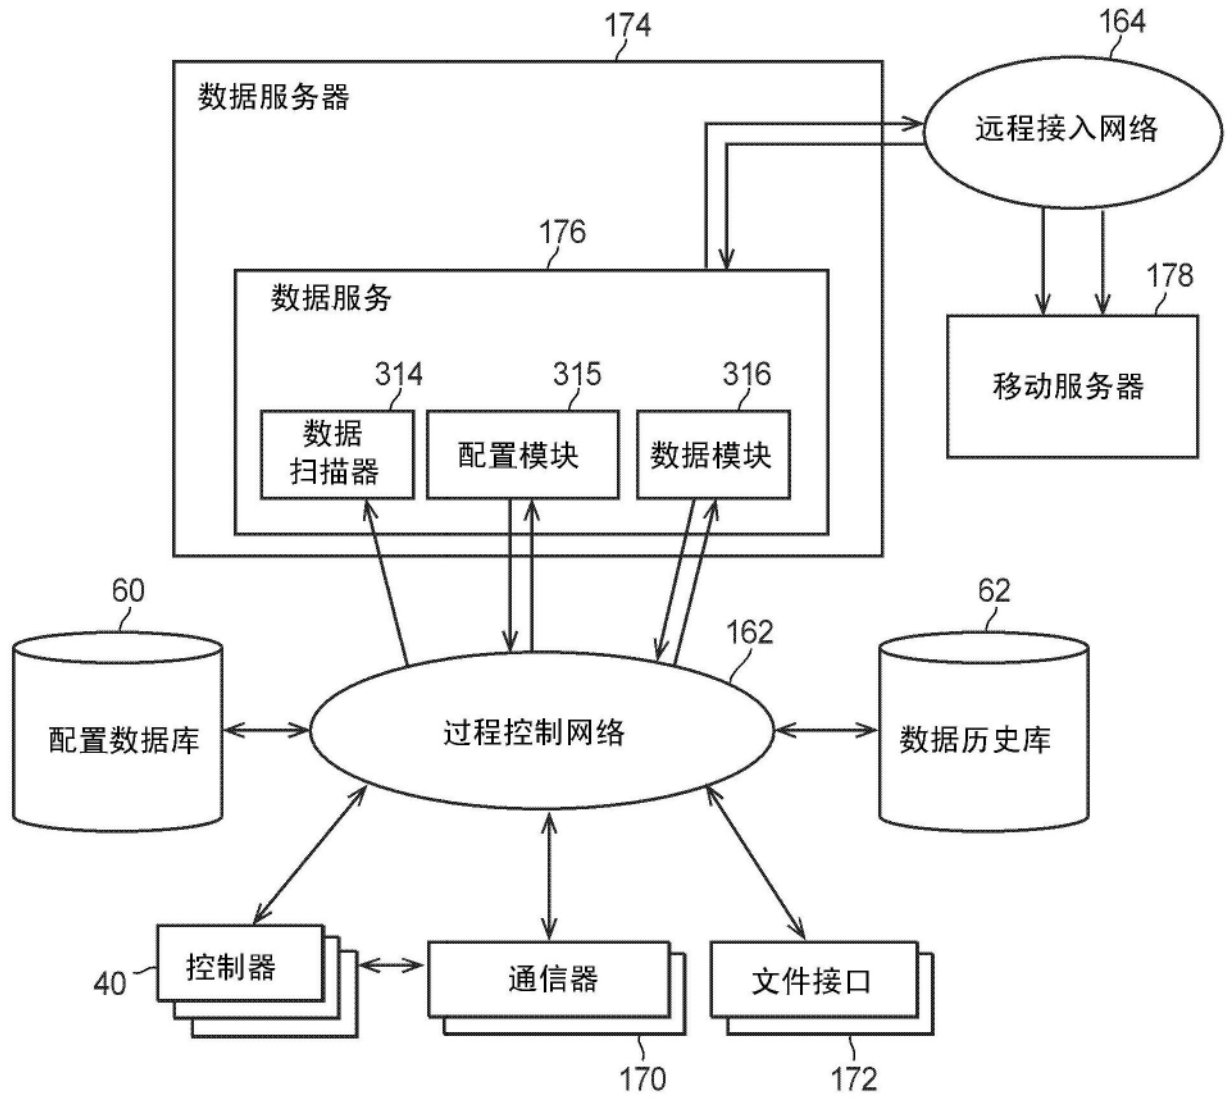 174
164
数据服务器
远程接入网络
176
数据服务
178
移动服务器
314
315
316
数据
扫描器
配置模块
数据模块
60
62
162
配置数据库
过程控制网络
数据历史库
40
控制器
通信器
文件接口
170
172